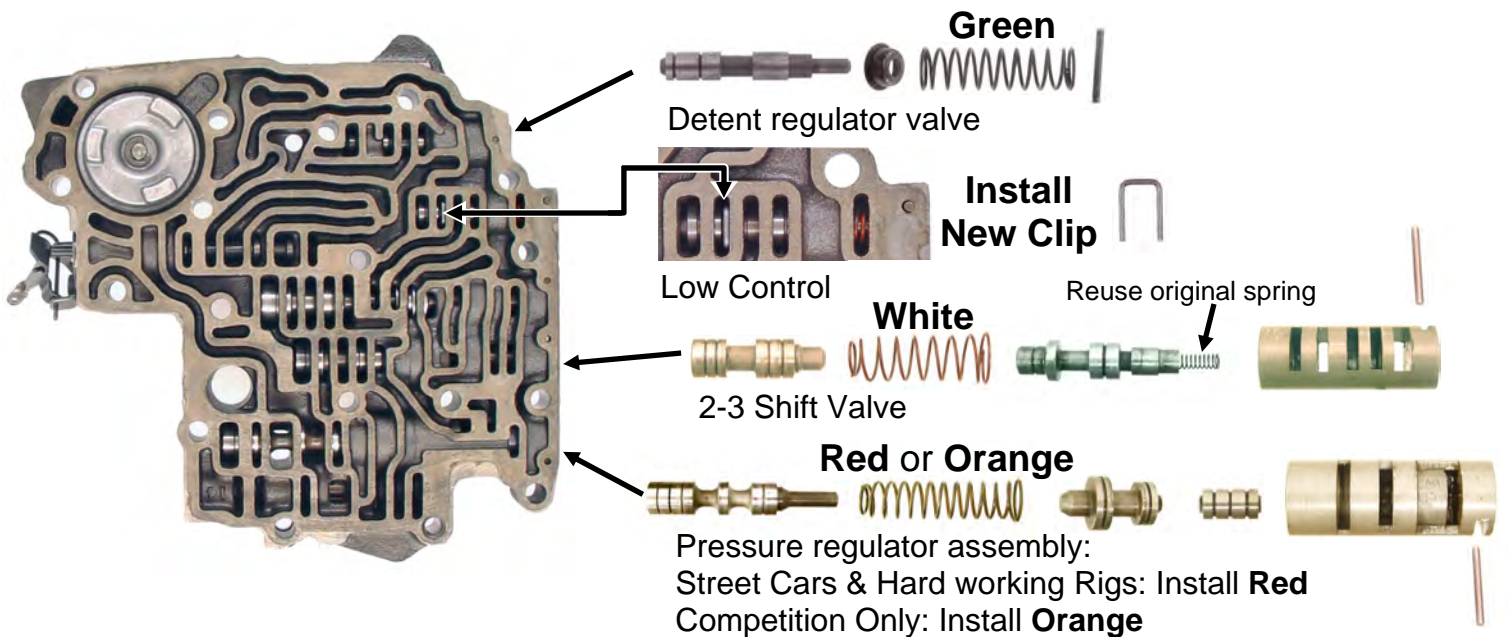 Green
Detent regulator valve
Install
New Clip
Low Control
Reuse original spring
White
2-3 Shift Valve
Red or Orange
Pressure regulator assembly:
Street Cars & Hard working Rigs: Install Red
Competition Only: Install Orange